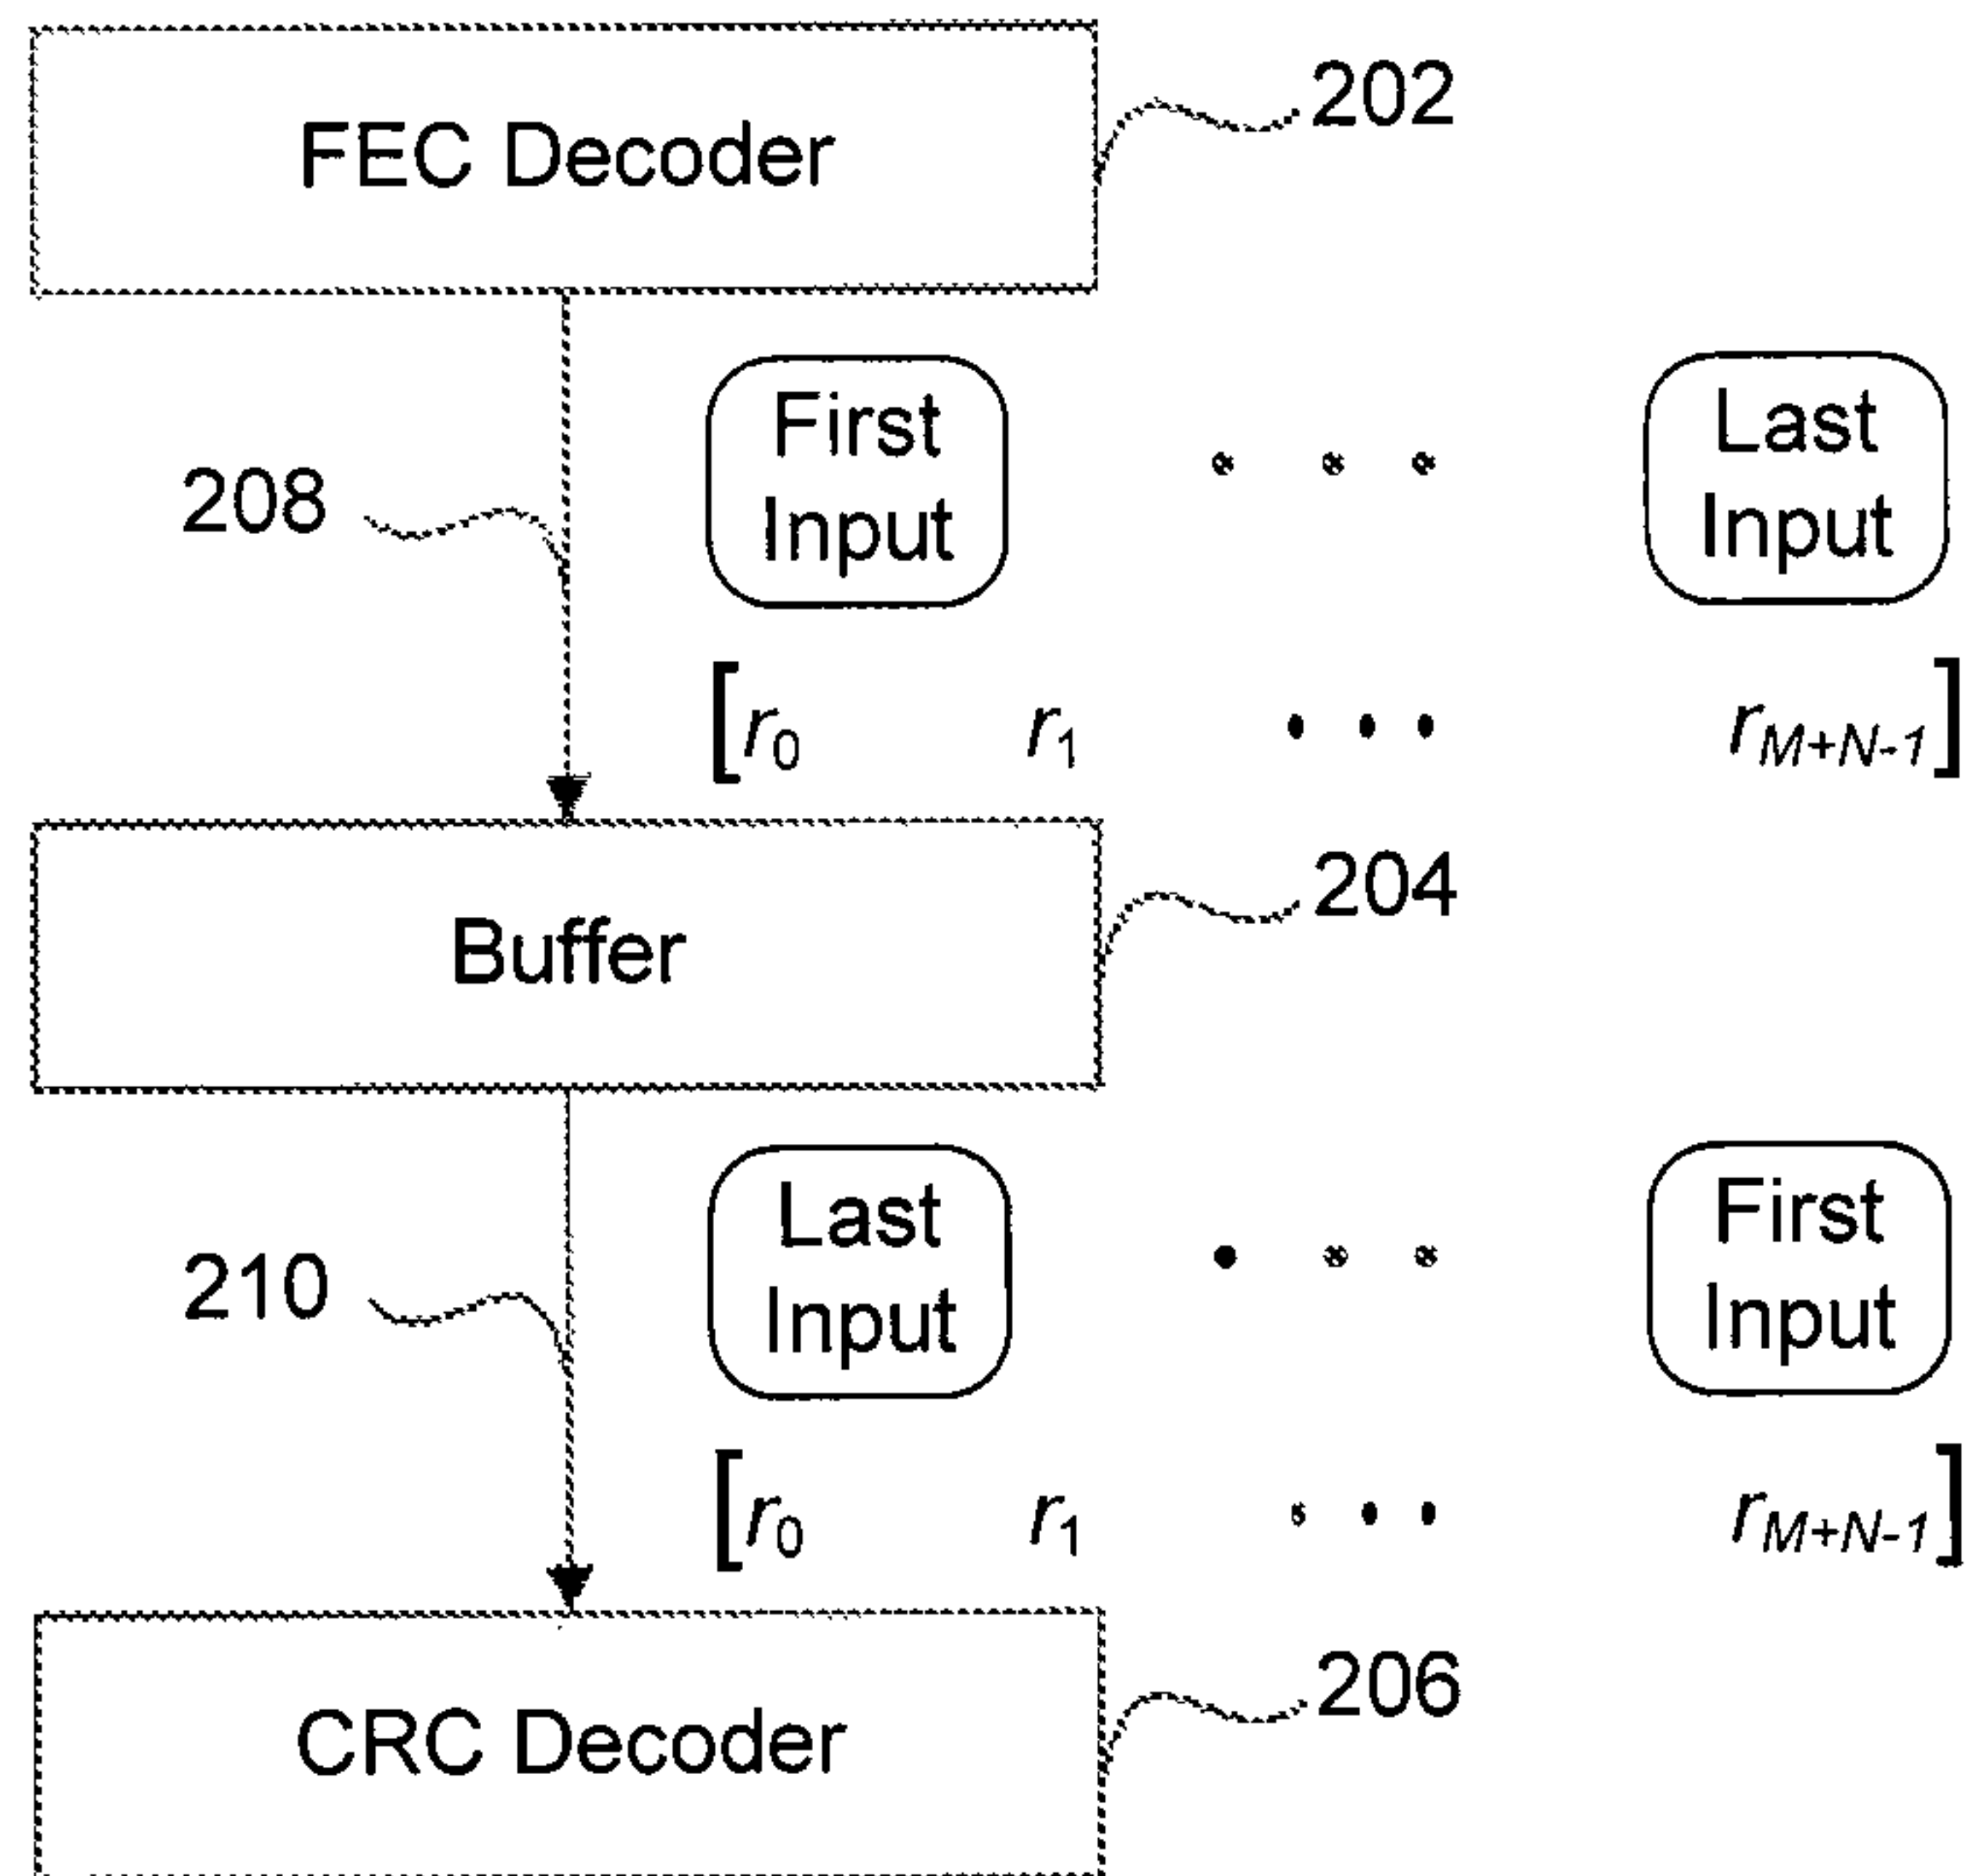 FEC Decoder
202
First
Input
• • •
Last
Input
208
[r0 r1 • • • rM+N-1]
Buffer
204
Last
Input
• • •
First
Input
210
[r0 r1 • • • rM+N-1]
CRC Decoder
206